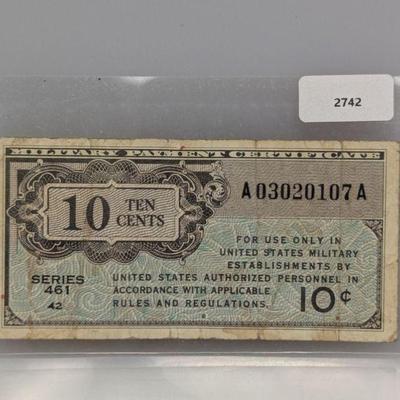 2742
MILITARY PAYMENT CERTIFICATE
10 TEN CENTS
A03020107A
FOR USE ONLY IN
UNITED STATES MILITARY
ESTABLISHMENTS BY
UNITED STATES AUTHORIZED PERSONNEL IN
ACCORDANCE WITH APPLICABLE
RULES AND REGULATIONS.
SERIES
461
42
10¢